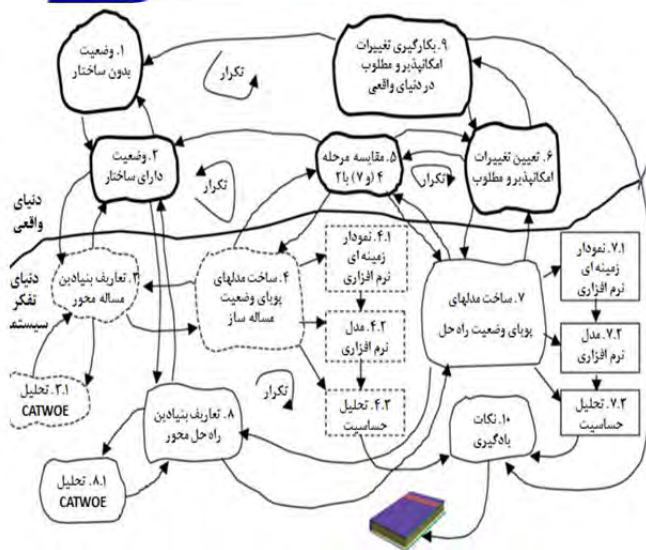 ۱. وضعیت
بدون ساختار
۹. بکارگیری تغییرات
امکانپذیر و مطلوب
در دنیای واقعی
تکرار
۲. وضعیت
دارای ساختار
تکرار
۵. مقایسه مرحله
۴ (و ۷) با ۲
تکرار
۶. تعیین تغییرات
امکانپذیر و مطلوب
دنیای
واقعی
دنیای
تفکر
سیستم
۳. تعاریف بنیادین
مساله محور
۴. ساخت مدلهای
پویای وضعیت
مساله ساز
۴.۱. نمودار
زمینه ای
نرم افزاری
۷. ساخت مدلهای
پویای وضعیت راه حل
۷.۱. نمودار
زمینه ای
نرم افزاری
۴.۲. مدل
نرم افزاری
۷.۲. مدل
نرم افزاری
۳.۱. تحلیل
CATWOE
تکرار
۴.۳. تحلیل
حساسیت
۷.۳. تحلیل
حساسیت
۸. تعاریف بنیادین
راه حل محور
۱۰. نکات
یادگیری
۸.۱. تحلیل
CATWOE